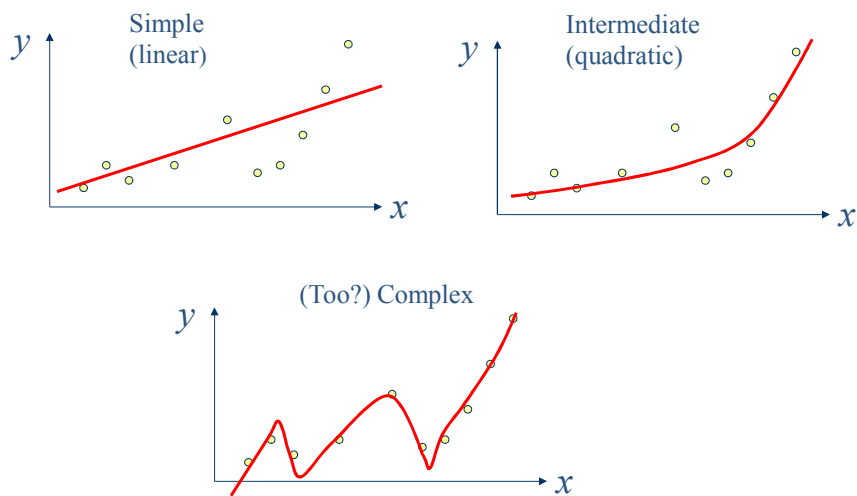 Simple
(linear)
y
x
Intermediate
(quadratic)
y
x
(Too?) Complex
y
x